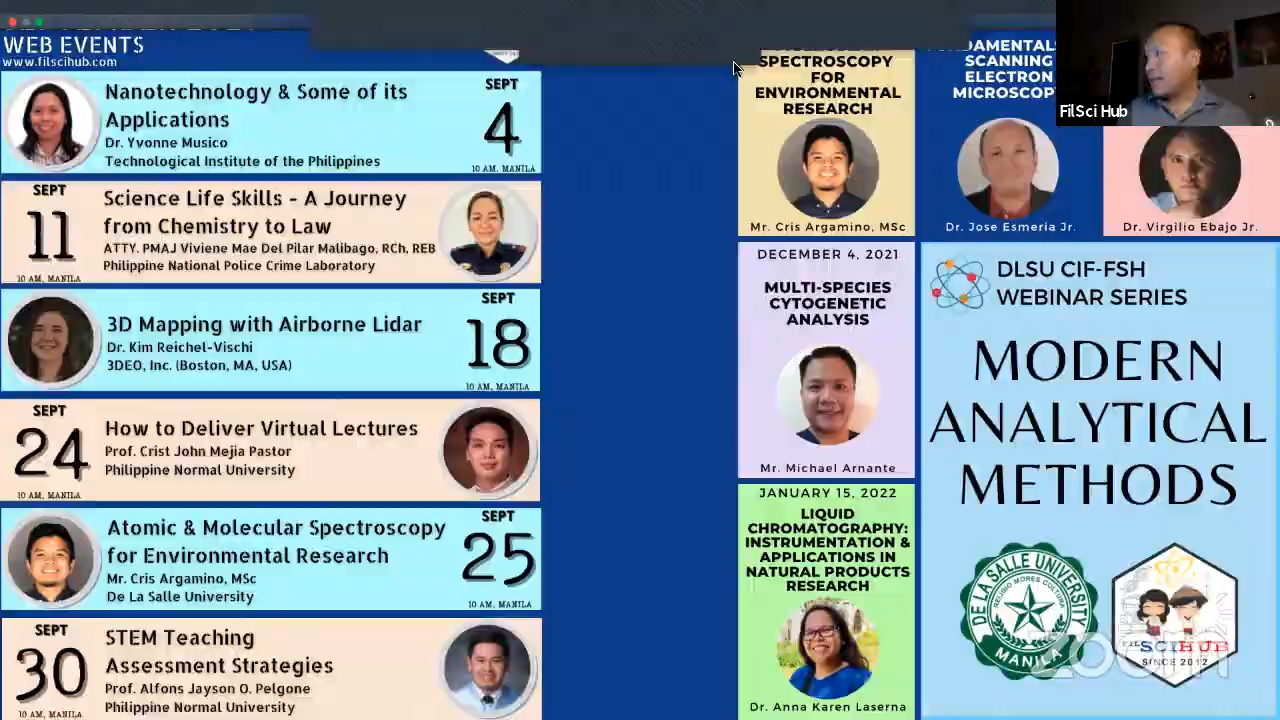 WEB EVENTS
www.filscihub.com
Nanotechnology & Some of its
Applications
Dr. Yvonne Musico
Technological Institute of the Philippines
SEPT
4
10 AM, MANILA
SEPT
11
10 AM, MANILA
Science Life Skills - A Journey
from Chemistry to Law
ATTY. PMAJ Viviene Mae Del Pilar Malibago, RCh, REB
Philippine National Police Crime Laboratory
3D Mapping with Airborne Lidar
Dr. Kim Reichel-Vischi
3DEO, Inc. (Boston, MA, USA)
SEPT
18
10 AM, MANILA
SEPT
24
10 AM, MANILA
How to Deliver Virtual Lectures
Prof. Crist John Mejia Pastor
Philippine Normal University
Atomic & Molecular Spectroscopy
for Environmental Research
Mr. Cris Argamino, MSc
De La Salle University
SEPT
25
10 AM, MANILA
SEPT
30
10 AM, MANILA
STEM Teaching
Assessment Strategies
Prof. Alfons Jayson O. Pelgone
Philippine Normal University
SPECTROSCOPY
FOR
ENVIRONMENTAL
RESEARCH
Mr. Cris Argamino, MSc
DAMENTALS
SCANNING
ELECTRON
MICROSCOPY
Dr. Jose Esmeria Jr.
FilSci Hub
Dr. Virgilio Ebajo Jr.
DECEMBER 4, 2021
MULTI-SPECIES
CYTOGENETIC
ANALYSIS
Mr. Michael Arnante
JANUARY 15, 2022
LIQUID
CHROMATOGRAPHY:
INSTRUMENTATION &
APPLICATIONS IN
NATURAL PRODUCTS
RESEARCH
Dr. Anna Karen Laserna
DLSU CIF-FSH
WEBINAR SERIES
MODERN
ANALYTICAL
METHODS
DE LA SALLE UNIVERSITY
RELIGIO MORES CULTURA
MANILA
FILSCIHUB
SINCE 2012
zoom